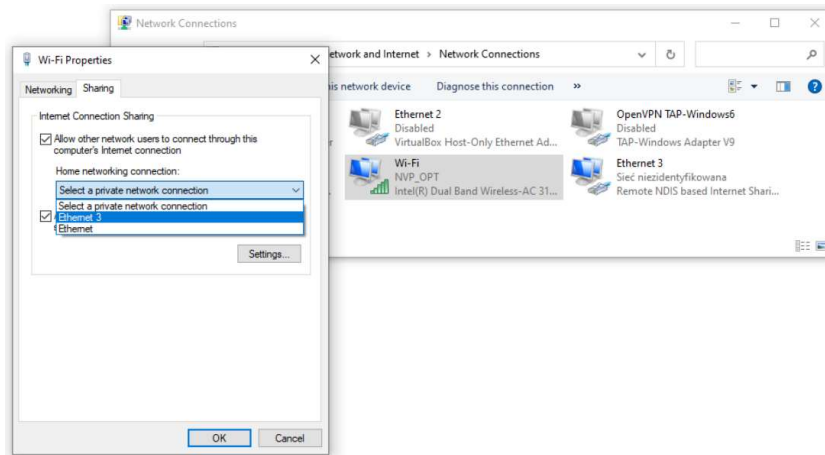 Network Connections
etwork and Internet > Network Connections
is network device Diagnose this connection »
Ethernet 2
Disabled
VirtualBox Host-Only Ethernet Ad...
OpenVPN TAP-Windows6
Disabled
TAP-Windows Adapter V9
Wi-Fi
NVP_OPT
Intel(R) Dual Band Wireless-AC 31...
Ethernet 3
Sieć niezidentyfikowana
Remote NDIS based Internet Shari...
Wi-Fi Properties
Networking Sharing
Internet Connection Sharing
Allow other network users to connect through this
computer's Internet connection
Home networking connection:
Select a private network connection
Select a private network connection
Ethernet 3
Ethernet
Settings...
OK Cancel